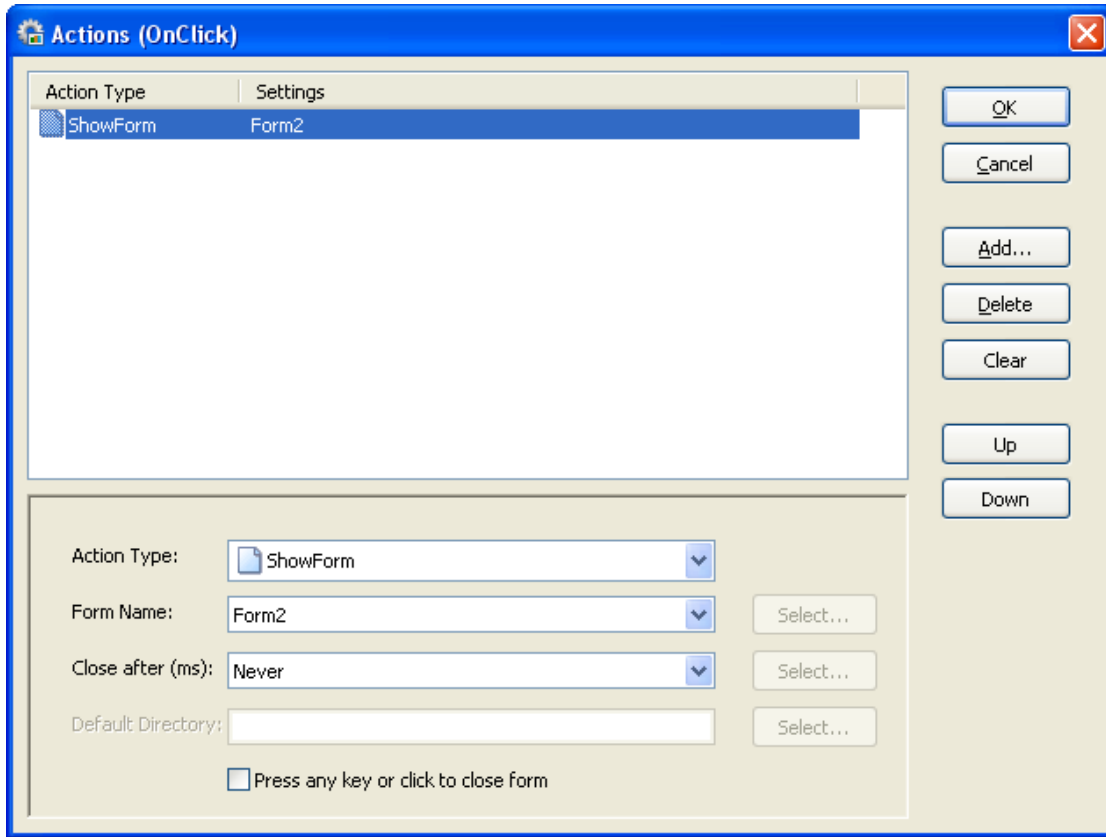 Actions (OnClick)
Action Type Settings
ShowForm Form2
OK
Cancel
Add...
Delete
Clear
Up
Down
Action Type: ShowForm
Form Name: Form2 Select...
Close after (ms): Never Select...
Default Directory: Select...
Press any key or click to close form